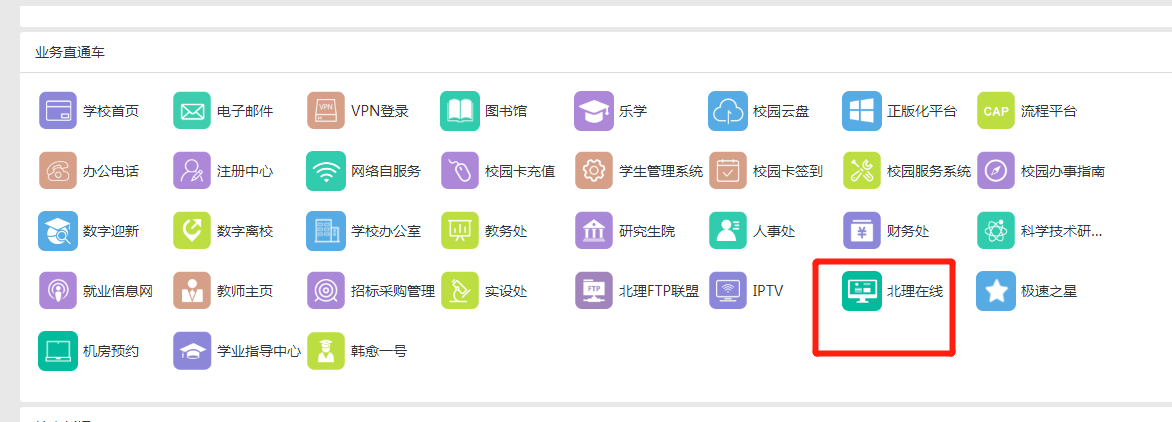 业务直通车
学校首页 电子邮件 VPN VPN登录 图书馆 乐学 校园云盘 正版化平台 CAP 流程平台
办公电话 注册中心 网络自服务 校园卡充值 学生管理系统 校园卡签到 校园服务系统 校园办事指南
数字迎新 数字离校 学校办公室 教务处 研究生院 人事处 ¥ 财务处 科学技术研...
就业信息网 教师主页 招标采购管理 实设处 FTP 北理FTP联盟 IPTV 北理在线 极速之星
机房预约 学业指导中心 韩愈一号